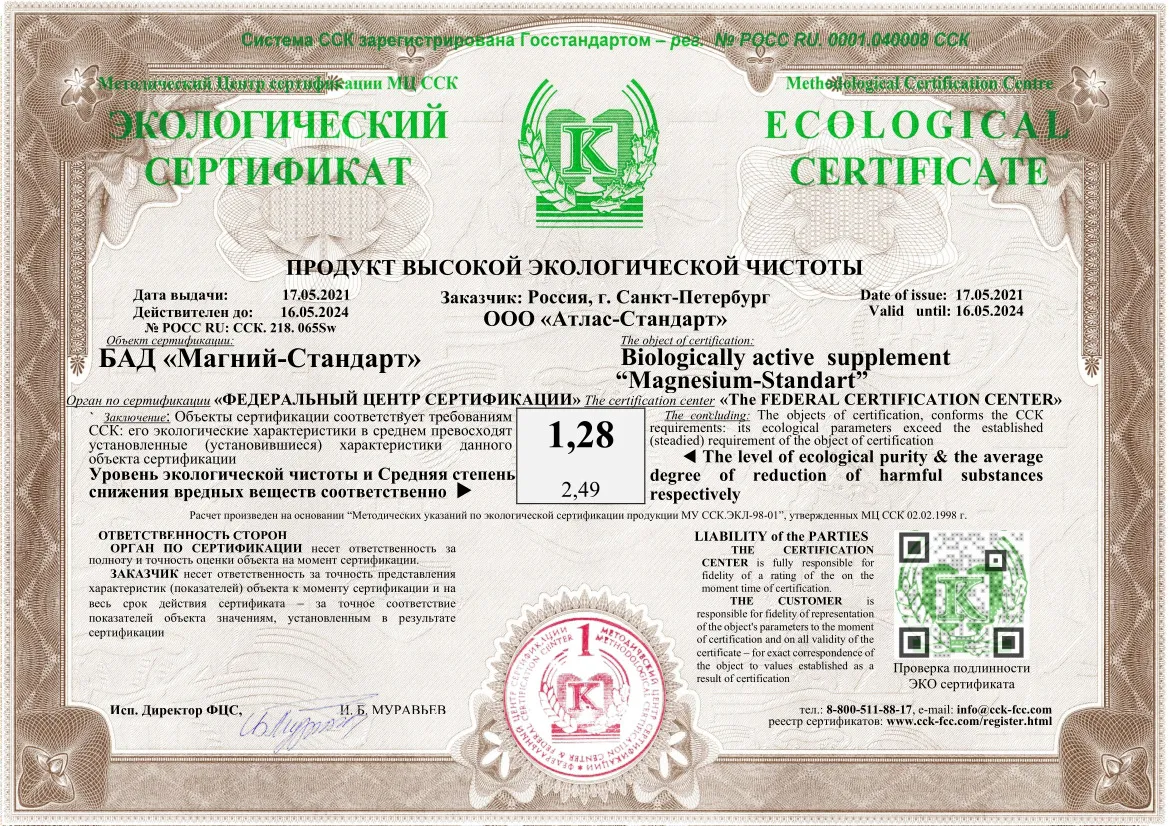 Система ССК зарегистрирована Госстандартом – рег. № РОСС RU. 0001.040008 ССК
Методический Центр сертификации МЦ ССК
ЭКОЛОГИЧЕСКИЙ
СЕРТИФИКАТ
K
Methodological Certification Centre
ECOLOGICAL
CERTIFICATE
ПРОДУКТ ВЫСОКОЙ ЭКОЛОГИЧЕСКОЙ ЧИСТОТЫ
Дата выдачи: 17.05.2021
Действителен до: 16.05.2024
№ РОСС RU: ССК. 218. 065Sw
Заказчик: Россия, г. Санкт-Петербург
ООО «Атлас-Стандарт»
Date of issue: 17.05.2021
Valid until: 16.05.2024
Объект сертификации:
БАД «Магний-Стандарт»
The object of certification:
Biologically active supplement
“Magnesium-Standart”
Орган по сертификации «ФЕДЕРАЛЬНЫЙ ЦЕНТР СЕРТИФИКАЦИИ» The certification center «The FEDERAL CERTIFICATION CENTER»
Заключение: Объекты сертификации соответствует требованиям
ССК: его экологические характеристики в среднем превосходят
установленные (установившиеся) характеристики данного
объекта сертификации
Уровень экологической чистоты и Средняя степень
снижения вредных веществ соответственно ►
1,28
2,49
The concluding: The objects of certification, conforms the CCK
requirements: its ecological parameters exceed the established
(steadied) requirement of the object of certification
◄ The level of ecological purity & the average
degree of reduction of harmful substances
respectively
Расчет произведен на основании “Методических указаний по экологической сертификации продукции МУ ССК.ЭКЛ-98-01”, утвержденных МЦ ССК 02.02.1998 г.
ОТВЕТСТВЕННОСТЬ СТОРОН
ОРГАН ПО СЕРТИФИКАЦИИ несет ответственность за
полноту и точность оценки объекта на момент сертификации.
ЗАКАЗЧИК несет ответственность за точность представления
характеристик (показателей) объекта к моменту сертификации и на
весь срок действия сертификата – за точное соответствие
показателей объекта значениям, установленным в результате
сертификации
LIABILITY of the PARTIES
THE CERTIFICATION
CENTER is fully responsible for
fidelity of a rating of the on the
moment time of certification.
THE CUSTOMER is
responsible for fidelity of representation
of the object's parameters to the moment
of certification and on all validity of the
certificate – for exact correspondence of
the object to values established as a
result of certification
Проверка подлинности
ЭКО сертификата
Исп. Директор ФЦС, И. Б. МУРАВЬЕВ
тел.: 8-800-511-88-17, e-mail: info@cck-fcc.com
реестр сертификатов: www.cck-fcc.com/register.html
1
K
МЕТОДИЧЕСКИЙ ЦЕНТР СЕРТИФИКАЦИИ
ФЕДЕРАЛЬНЫЙ ЦЕНТР СЕРТИФИКАЦИИ